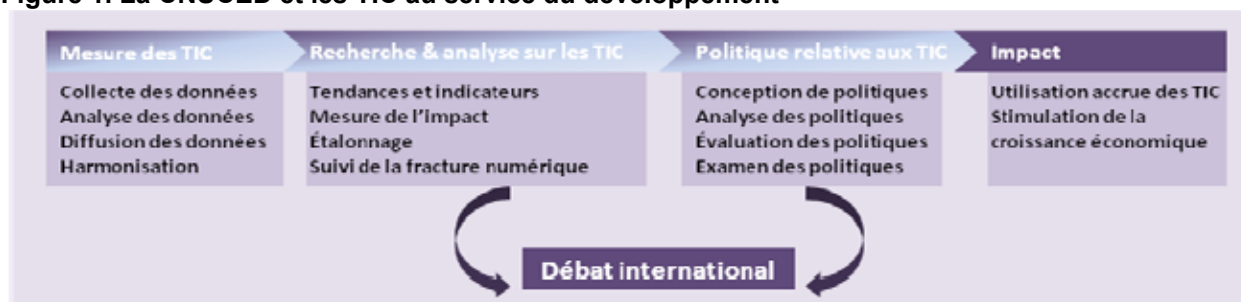 Figure 1. La CNUCED et les TIC au service du développement
Mesure des TIC
Collecte des données
Analyse des données
Diffusion des données
Harmonisation
Recherche & analyse sur les TIC
Tendances et indicateurs
Mesure de l'impact
Étalonnage
Suivi de la fracture numérique
Politique relative aux TIC
Conception de politiques
Analyse des politiques
Évaluation des politiques
Examen des politiques
Impact
Utilisation accrue des TIC
Stimulation de la
croissance économique
Débat international